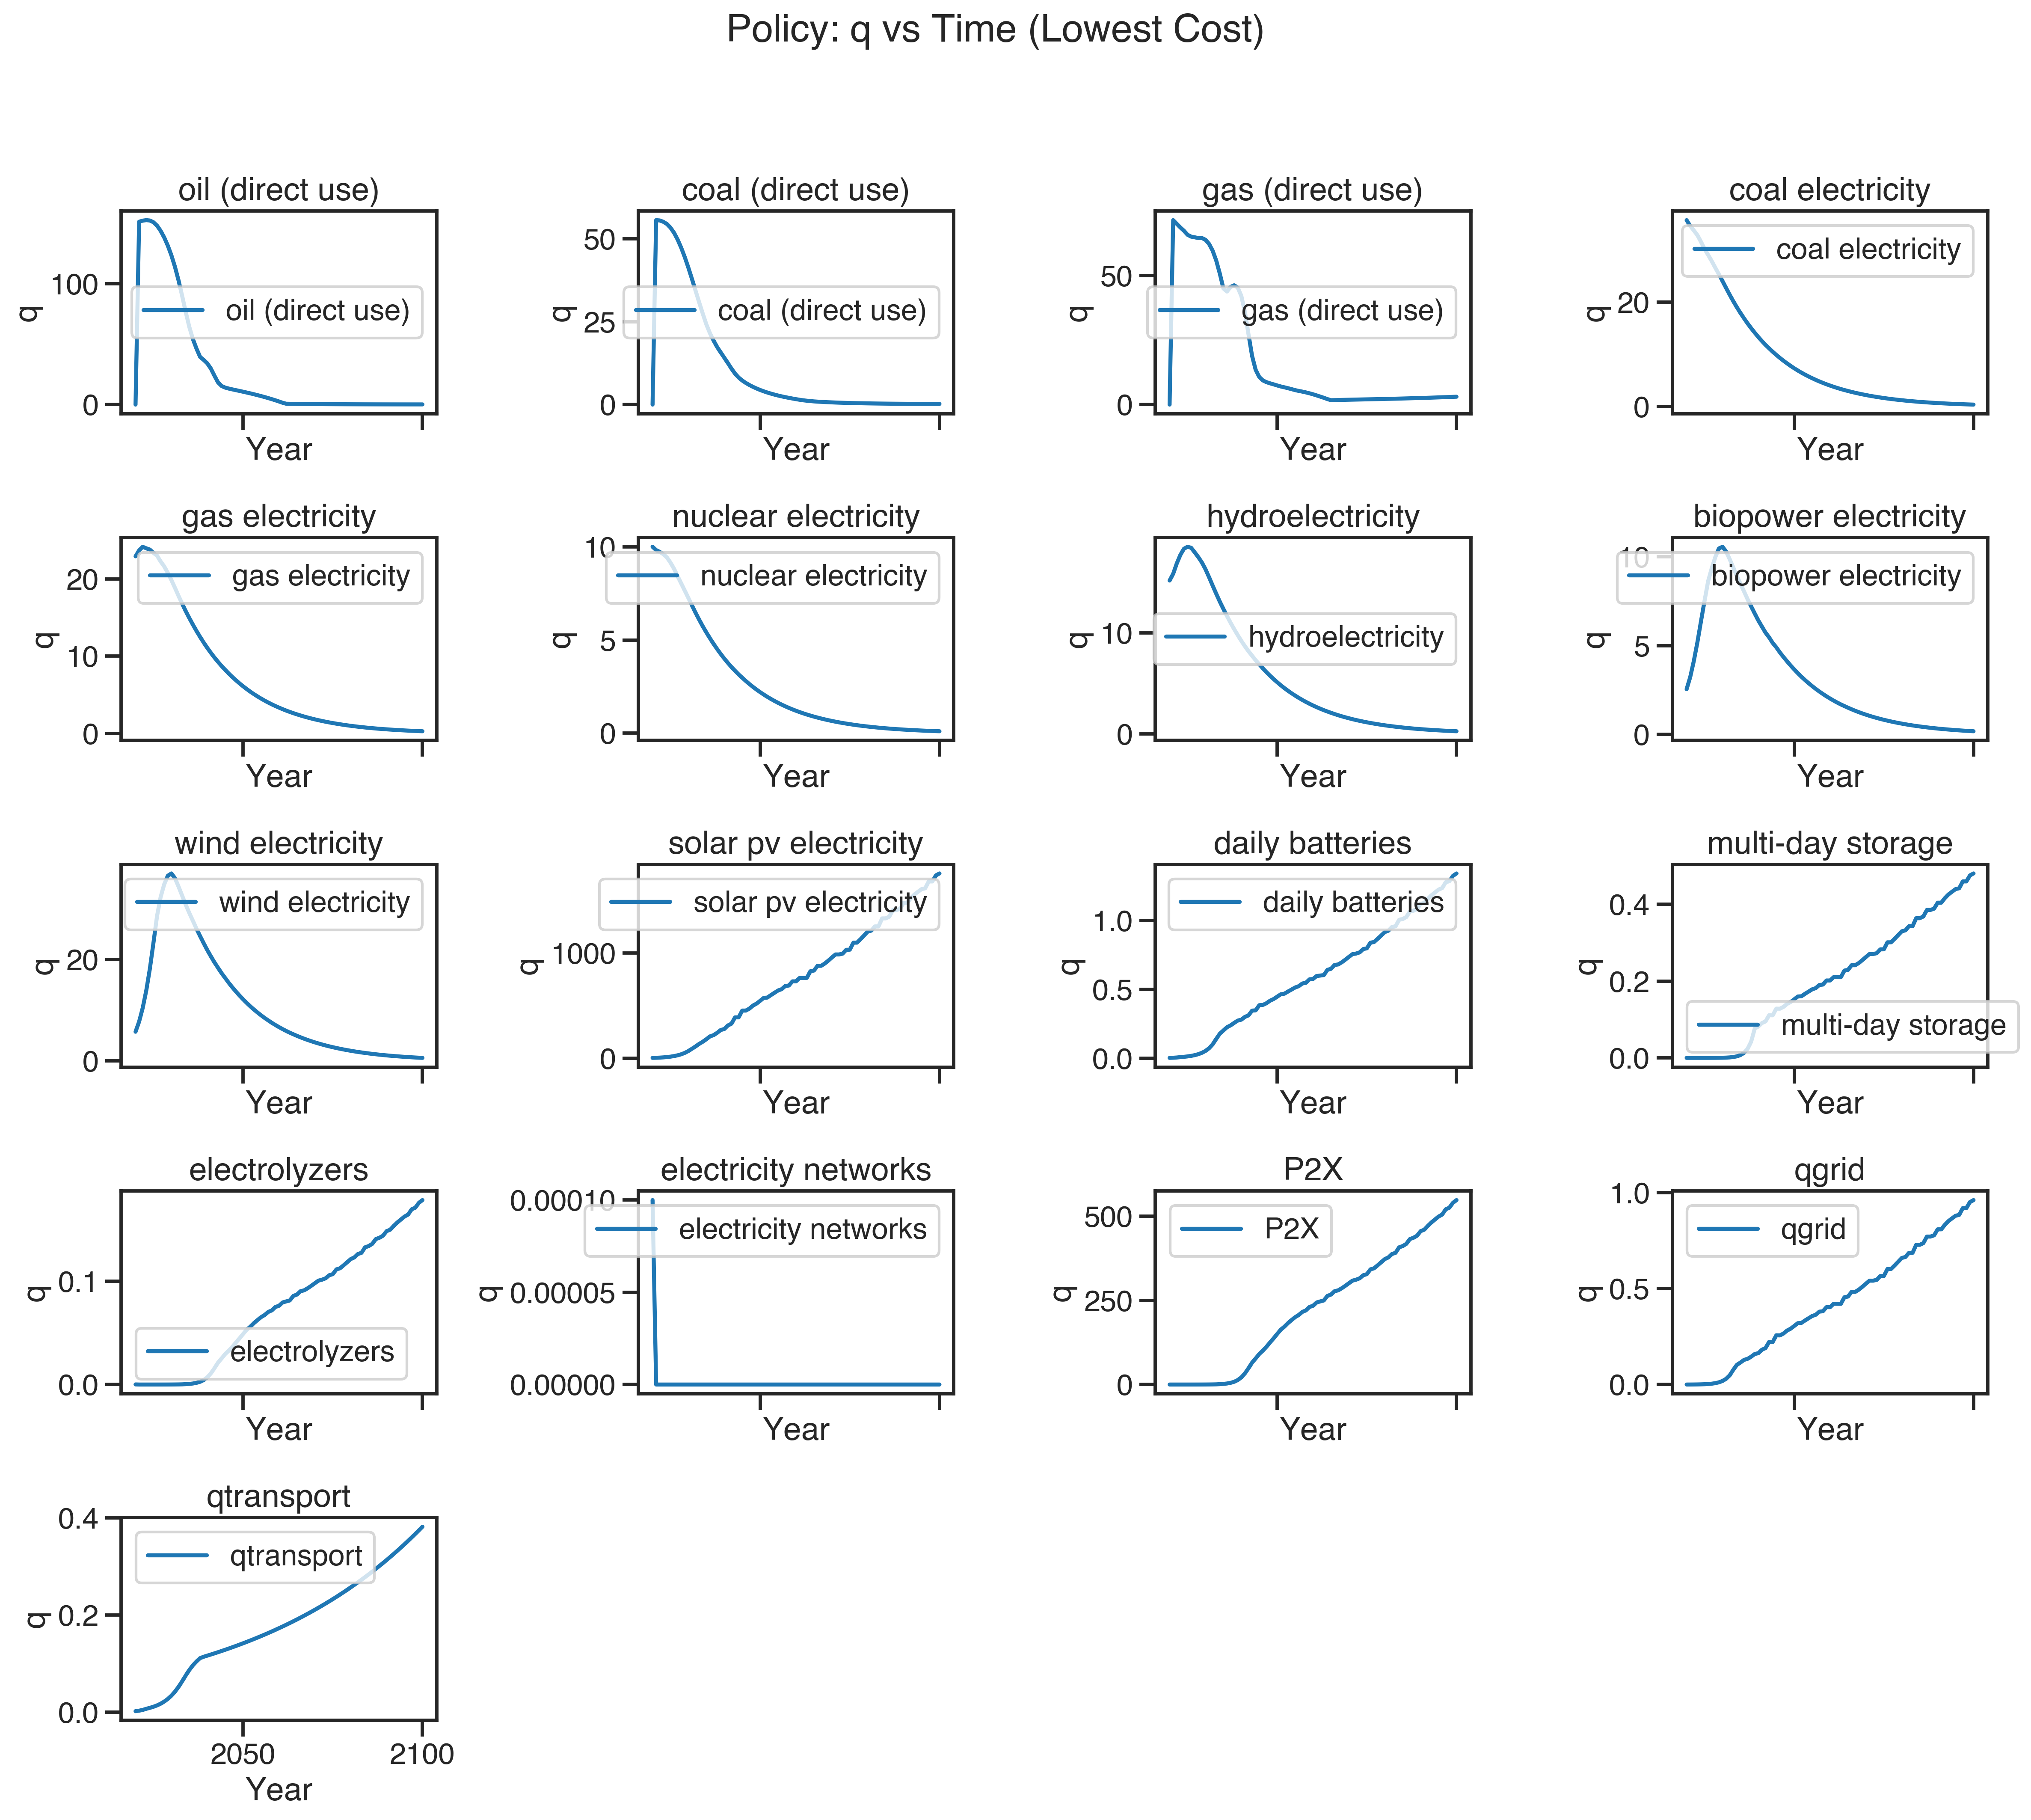 Policy: q vs Time (Lowest Cost)
oil (direct use)
q
100
0
oil (direct use)
Year
coal (direct use)
q
50
25
0
coal (direct use)
Year
gas (direct use)
q
50
0
gas (direct use)
Year
coal electricity
q
20
0
coal electricity
Year
gas electricity
q
20
10
0
gas electricity
Year
nuclear electricity
q
10
5
0
nuclear electricity
Year
hydroelectricity
q
10
0
hydroelectricity
Year
biopower electricity
q
10
5
0
biopower electricity
Year
wind electricity
q
20
0
wind electricity
Year
solar pv electricity
q
1000
0
solar pv electricity
Year
daily batteries
q
1.0
0.5
0.0
daily batteries
Year
multi-day storage
q
0.4
0.2
0.0
multi-day storage
Year
electrolyzers
q
0.1
0.0
electrolyzers
Year
electricity networks
q
0.00010
0.00005
0.00000
electricity networks
Year
P2X
q
500
250
0
P2X
Year
qgrid
q
1.0
0.5
0.0
qgrid
Year
qtransport
q
0.4
0.2
0.0
qtransport
2050 2100
Year